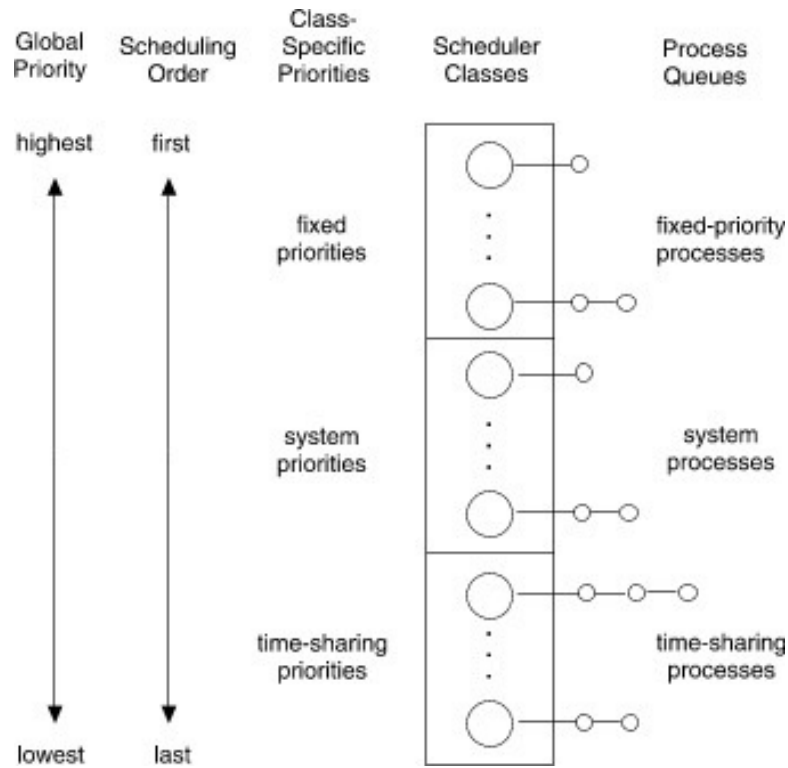 Global
Priority
Scheduling
Order
Class-
Specific
Priorities
Scheduler
Classes
Process
Queues
highest
first
fixed
priorities
fixed-priority
processes
system
priorities
system
processes
time-sharing
priorities
time-sharing
processes
lowest
last